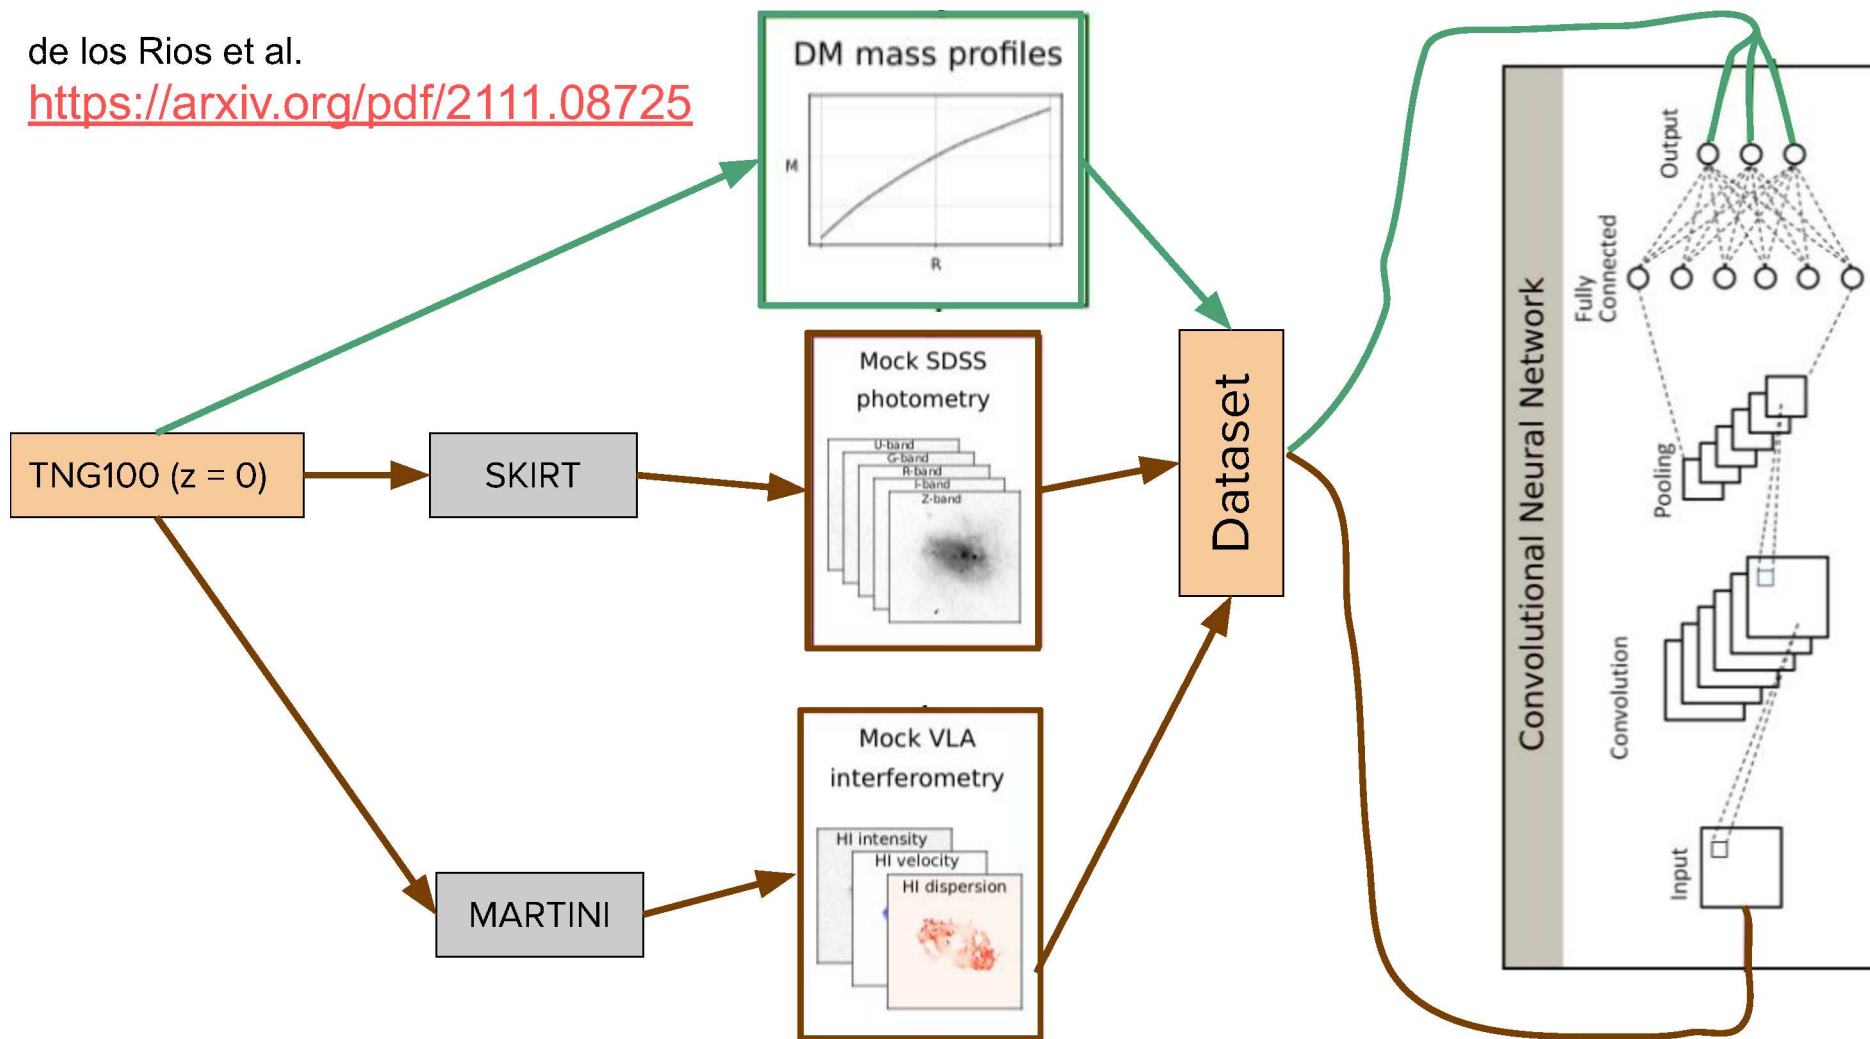 de los Rios et al.
https://arxiv.org/pdf/2111.08725
DM mass profiles
M
R
TNG100 (z = 0)
SKIRT
Mock SDSS
photometry
U-band
G-band
R-band
I-band
Z-band
MARTINI
Mock VLA
interferometry
HI intensity
HI velocity
HI dispersion
Dataset
Convolutional Neural Network
Output
Fully
Connected
Pooling
Convolution
Input